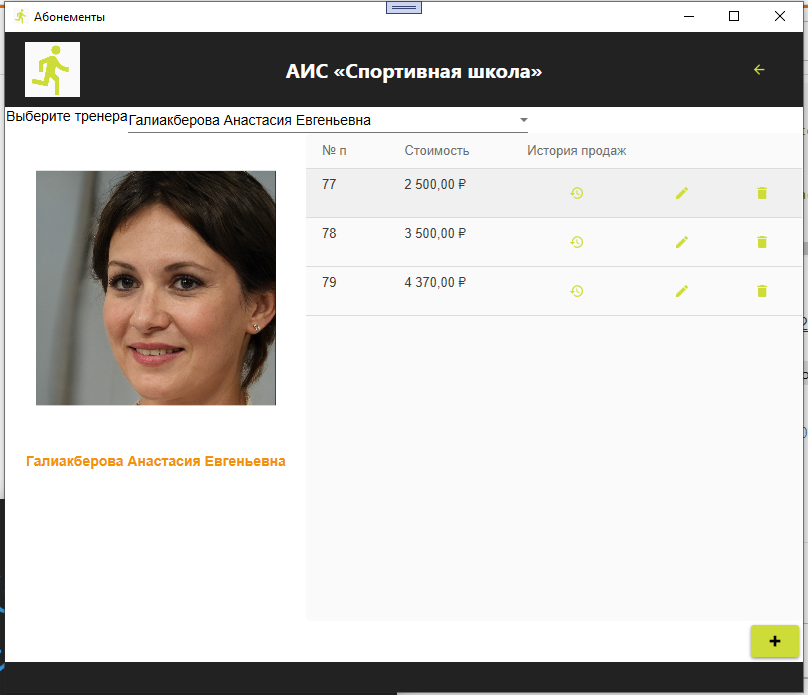 Абонементы
АИС «Спортивная школа»
Выберите тренера Галиакберова Анастасия Евгеньевна
№ п Стоимость История продаж
77 2 500,00 ₽
78 3 500,00 ₽
79 4 370,00 ₽
Галиакберова Анастасия Евгеньевна
+